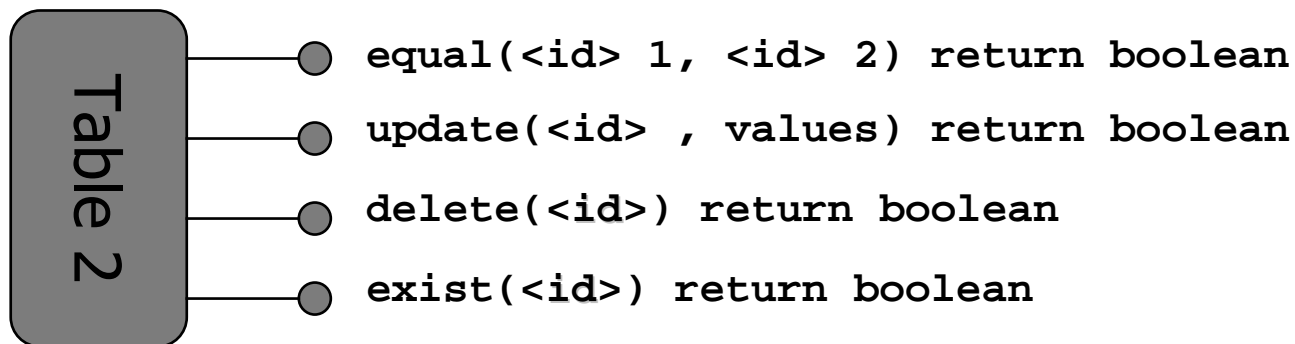 Table 2
equal(<id> 1, <id> 2) return boolean
update(<id> , values) return boolean
delete(<id>) return boolean
exist(<id>) return boolean